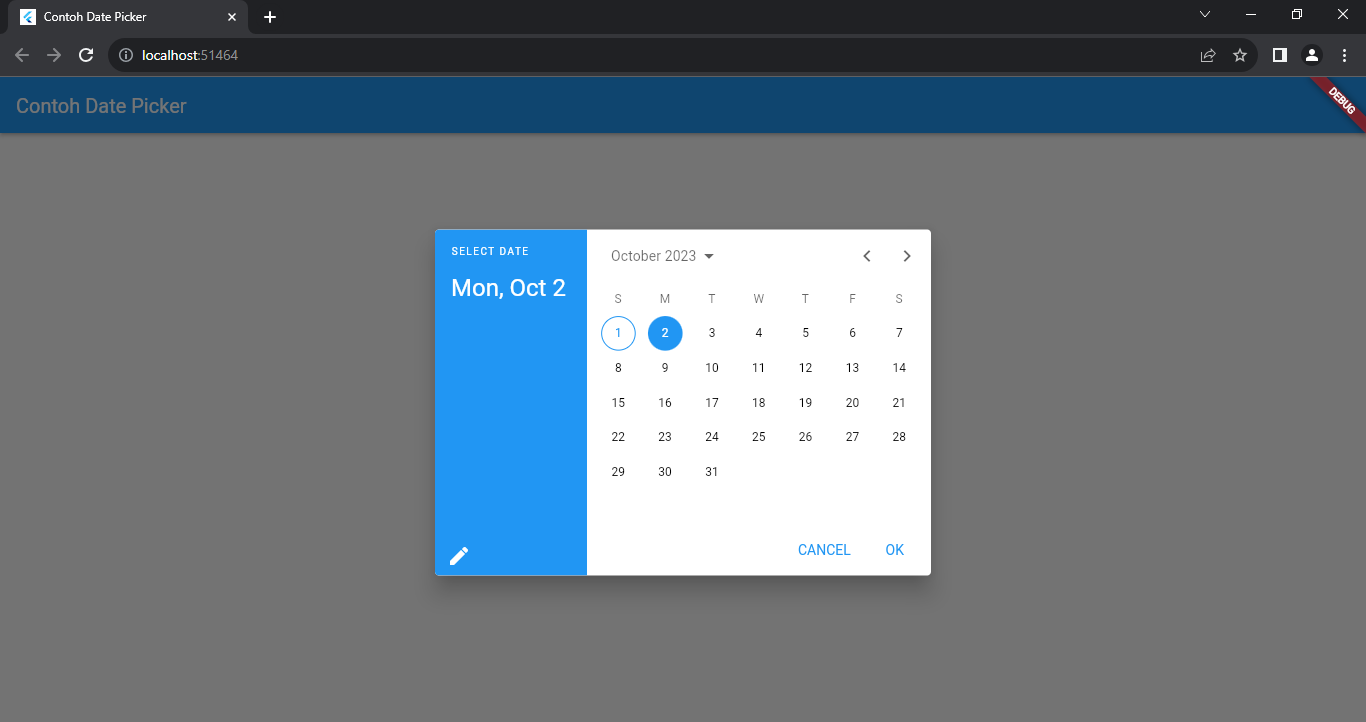 Contoh Date Picker
localhost:51464
Contoh Date Picker
DEBUG
SELECT DATE
Mon, Oct 2
October 2023
S M T W T F S
1 2 3 4 5 6 7
8 9 10 11 12 13 14
15 16 17 18 19 20 21
22 23 24 25 26 27 28
29 30 31
CANCEL OK